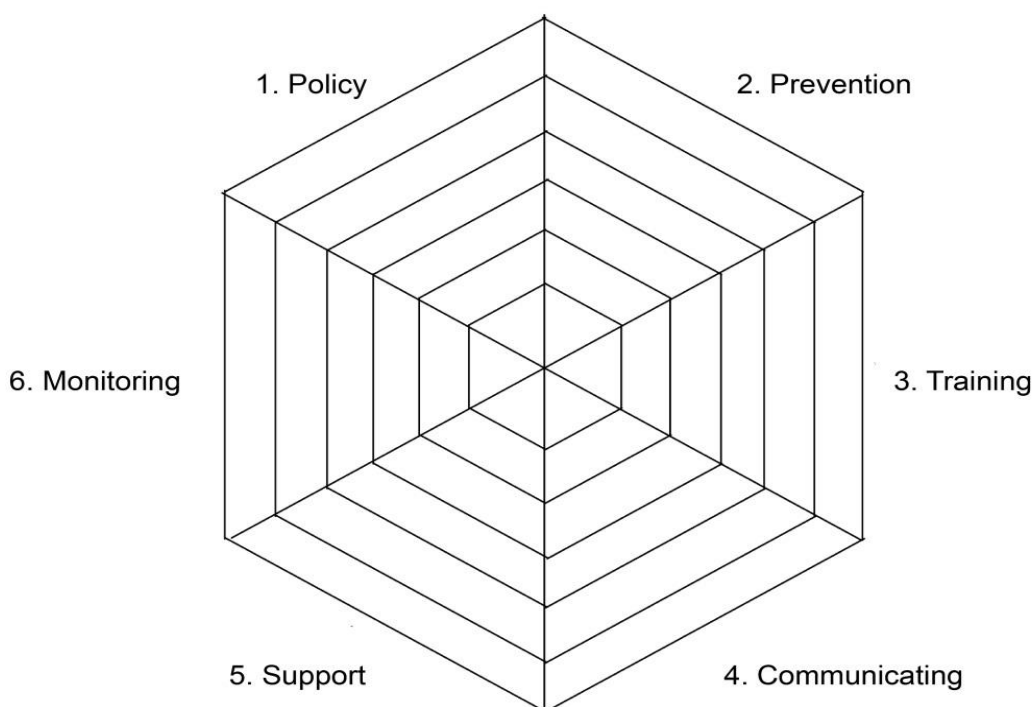 1. Policy
2. Prevention
6. Monitoring
3. Training
5. Support
4. Communicating